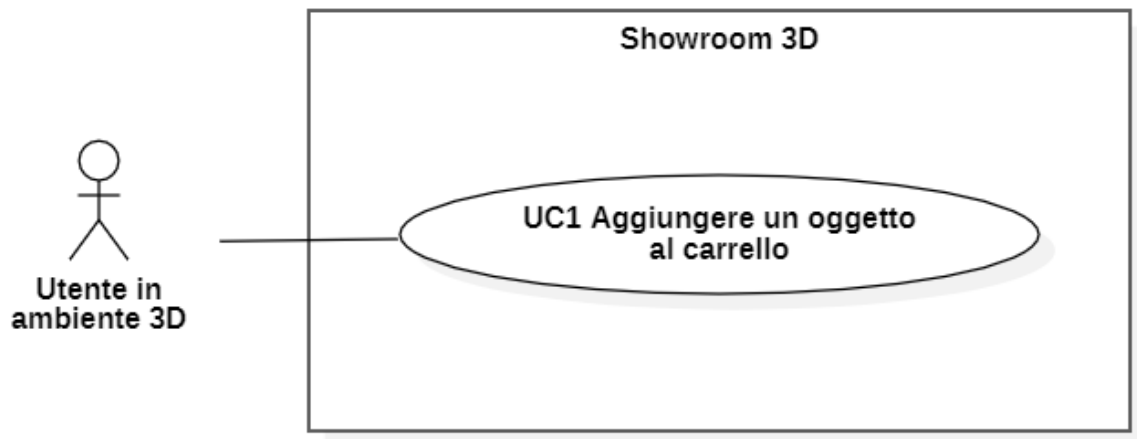 Showroom 3D
UC1 Aggiungere un oggetto
al carrello
Utente in
ambiente 3D